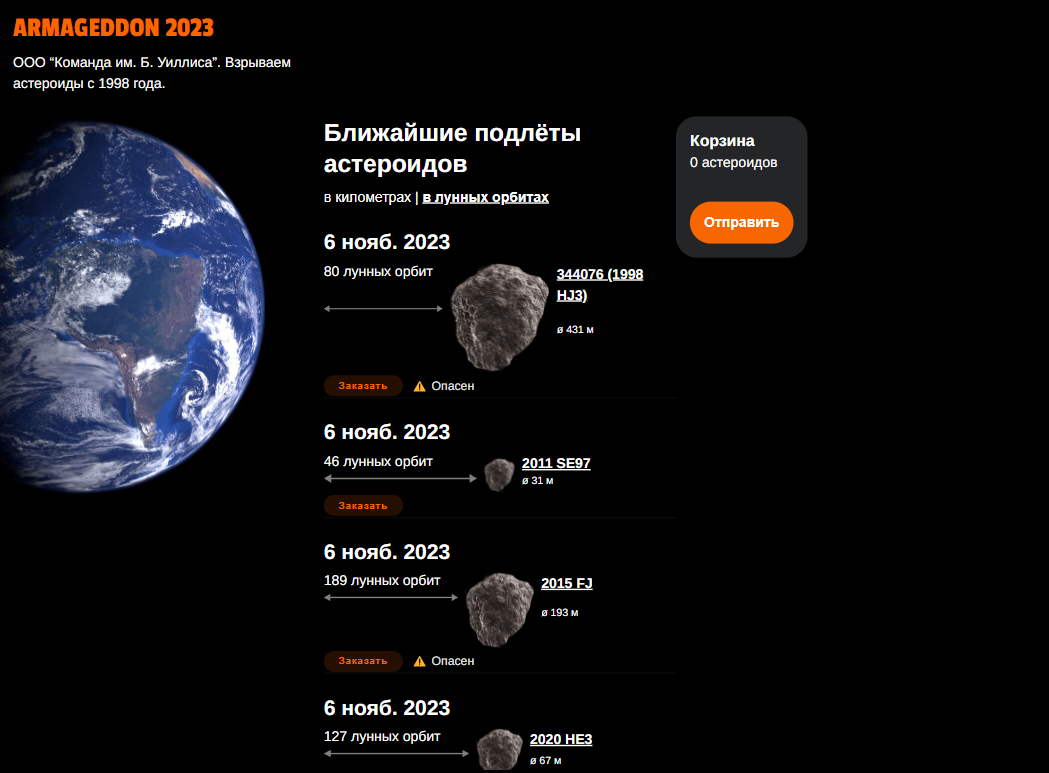 ARMAGEDDON 2023
ООО “Команда им. Б. Уиллиса”. Взрываем
астероиды с 1998 года.
Ближайшие подлёты
астероидов
в километрах | в лунных орбитах
Корзина
0 астероидов
Отправить
6 нояб. 2023
80 лунных орбит
344076 (1998
HJ3)
ø 431 м
Заказать
Опасен
6 нояб. 2023
46 лунных орбит
2011 SE97
ø 31 м
Заказать
6 нояб. 2023
189 лунных орбит
2015 FJ
ø 193 м
Заказать
Опасен
6 нояб. 2023
127 лунных орбит
2020 HE3
ø 67 м